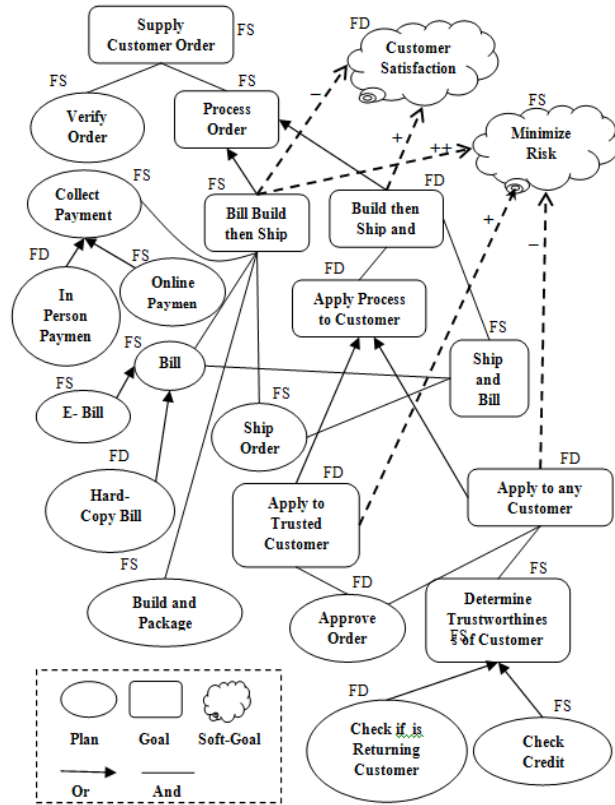 Supply
Customer Order
FS
FD
Customer
Satisfaction
FS
FS
Verify
Order
Process
Order
–
+
++
FS
Minimize
Risk
Collect
Payment
FS
FS
Bill Build
then Ship
Build then
Ship and
FD
+
–
FD
In
Person
Paymen
FS
Online
Paymen
FD
Apply Process
to Customer
FS
Bill
FS
Ship
and
Bill
FS
E- Bill
FS
Ship
Order
FD
Hard-
Copy Bill
FD
Apply to
Trusted
Customer
FD
Apply to any
Customer
FS
Build and
Package
FD
Approve
Order
FS
Determine
Trustworthines
FS
s of Customer
Plan
Goal
Soft-Goal
Or
And
FD
Check if is
Returning
Customer
FS
Check
Credit